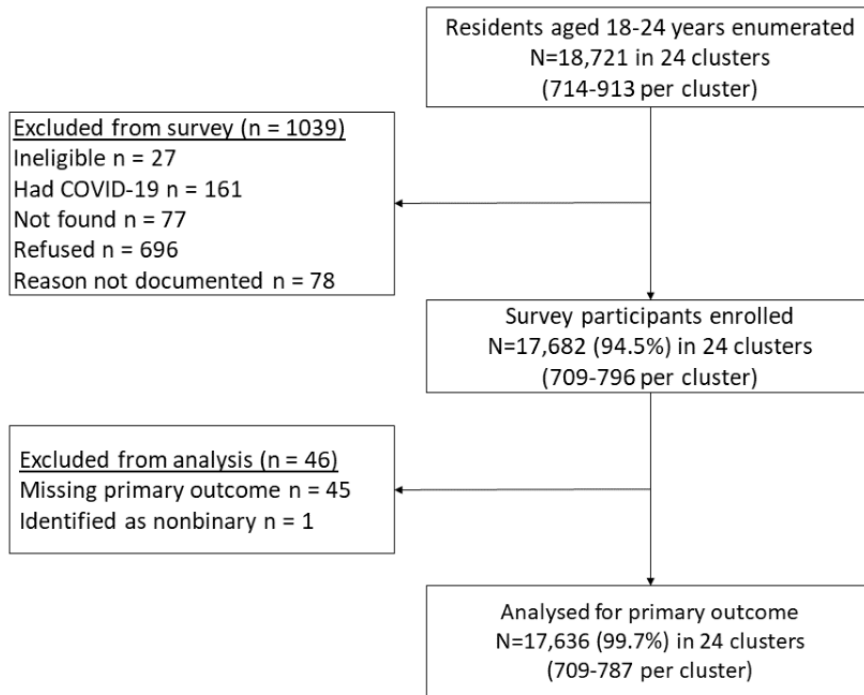 Residents aged 18-24 years enumerated
N=18,721 in 24 clusters
(714-913 per cluster)
Excluded from survey (n = 1039)
Ineligible n = 27
Had COVID-19 n = 161
Not found n = 77
Refused n = 696
Reason not documented n = 78
Survey participants enrolled
N=17,682 (94.5%) in 24 clusters
(709-796 per cluster)
Excluded from analysis (n = 46)
Missing primary outcome n = 45
Identified as nonbinary n = 1
Analysed for primary outcome
N=17,636 (99.7%) in 24 clusters
(709-787 per cluster)